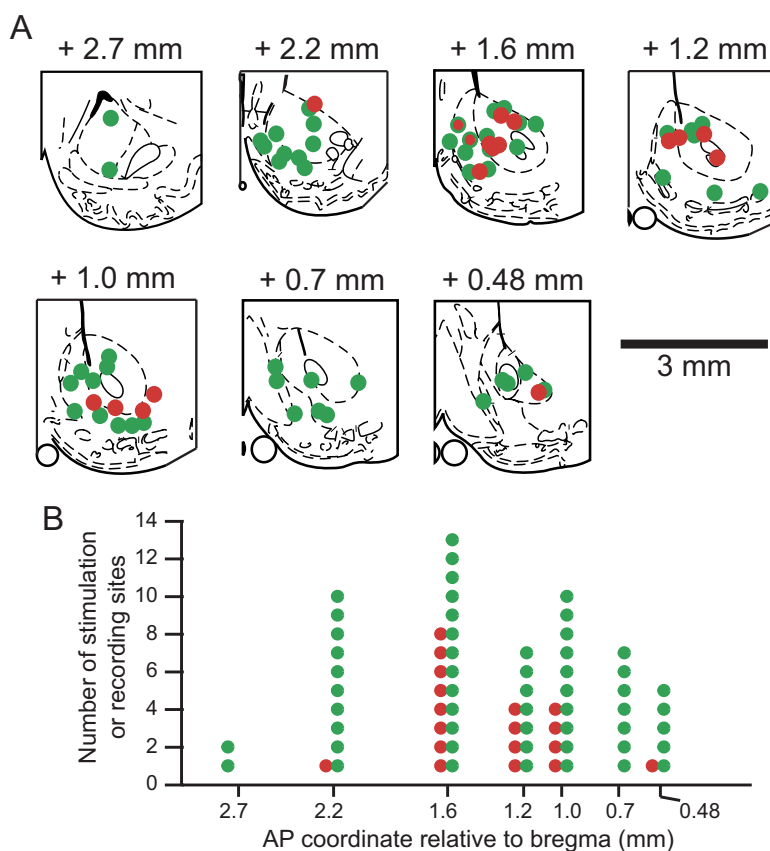 A
+ 2.7 mm
+ 2.2 mm
+ 1.6 mm
+ 1.2 mm
+ 1.0 mm
+ 0.7 mm
+ 0.48 mm
3 mm
B
Number of stimulation
or recording sites
14
12
10
8
6
4
2
0
2.7
2.2
1.6
1.2
1.0
0.7
0.48
AP coordinate relative to bregma (mm)